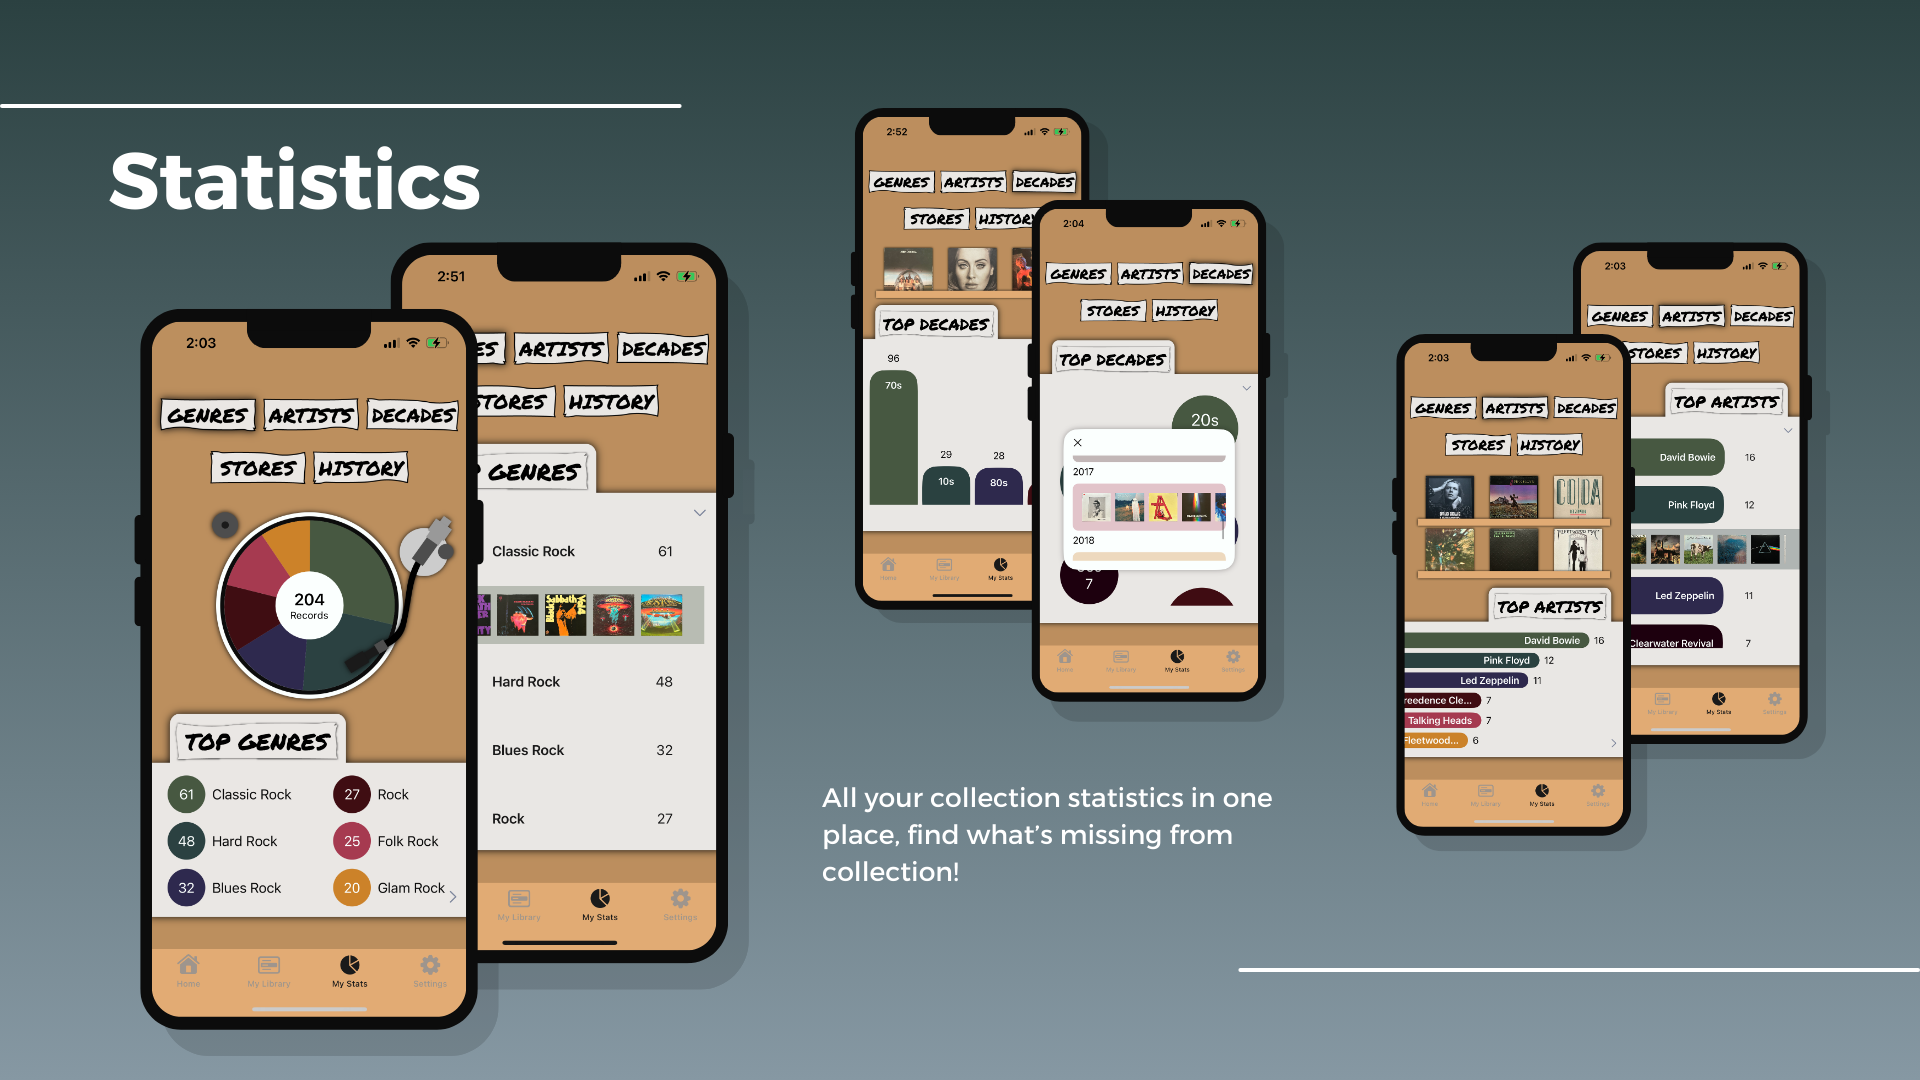 Statistics
2:03
GENRES ARTISTS DECADES
STORES HISTORY
204
Records
TOP GENRES
61 Classic Rock 27 Rock
48 Hard Rock 25 Folk Rock
32 Blues Rock 20 Glam Rock
Home My Library My Stats Settings
2:51
ES ARTISTS DECADES
STORES HISTORY
GENRES
Classic Rock 61
Hard Rock 48
Blues Rock 32
Rock 27
My Library My Stats Settings
2:52
GENRES ARTISTS DECADES
STORES HISTORY
TOP DECADES
96
70s
29
10s
28
80s
Home My Library My Stats
2:04
GENRES ARTISTS DECADES
STORES HISTORY
TOP DECADES
20s
2017
2018
7
Home My Library My Stats Settings
All your collection statistics in one
place, find what's missing from
collection!
2:03
GENRES ARTISTS DECADES
STORES HISTORY
CODA
TOP ARTISTS
David Bowie 16
Pink Floyd 12
Led Zeppelin 11
reedence Cle... 7
Talking Heads 7
Fleetwood... 6
Home My Library My Stats Settings
2:03
GENRES ARTISTS DECADES
STORES HISTORY
TOP ARTISTS
David Bowie 16
Pink Floyd 12
Led Zeppelin 11
Clearwater Revival 7
My Library My Stats Settings